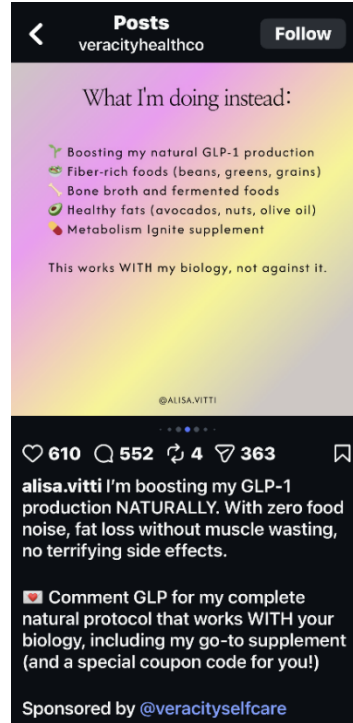 Posts
veracityhealthco
Follow
What I'm doing instead:
🌱 Boosting my natural GLP-1 production
🥗 Fiber-rich foods (beans, greens, grains)
🦴 Bone broth and fermented foods
🥑 Healthy fats (avocados, nuts, olive oil)
💊 Metabolism Ignite supplement
This works WITH my biology, not against it.
@ALISA.VITTI
610 552 4 363
alisa.vitti I'm boosting my GLP-1
production NATURALLY. With zero food
noise, fat loss without muscle wasting,
no terrifying side effects.
💌 Comment GLP for my complete
natural protocol that works WITH your
biology, including my go-to supplement
(and a special coupon code for you!)
Sponsored by @veracityselfcare